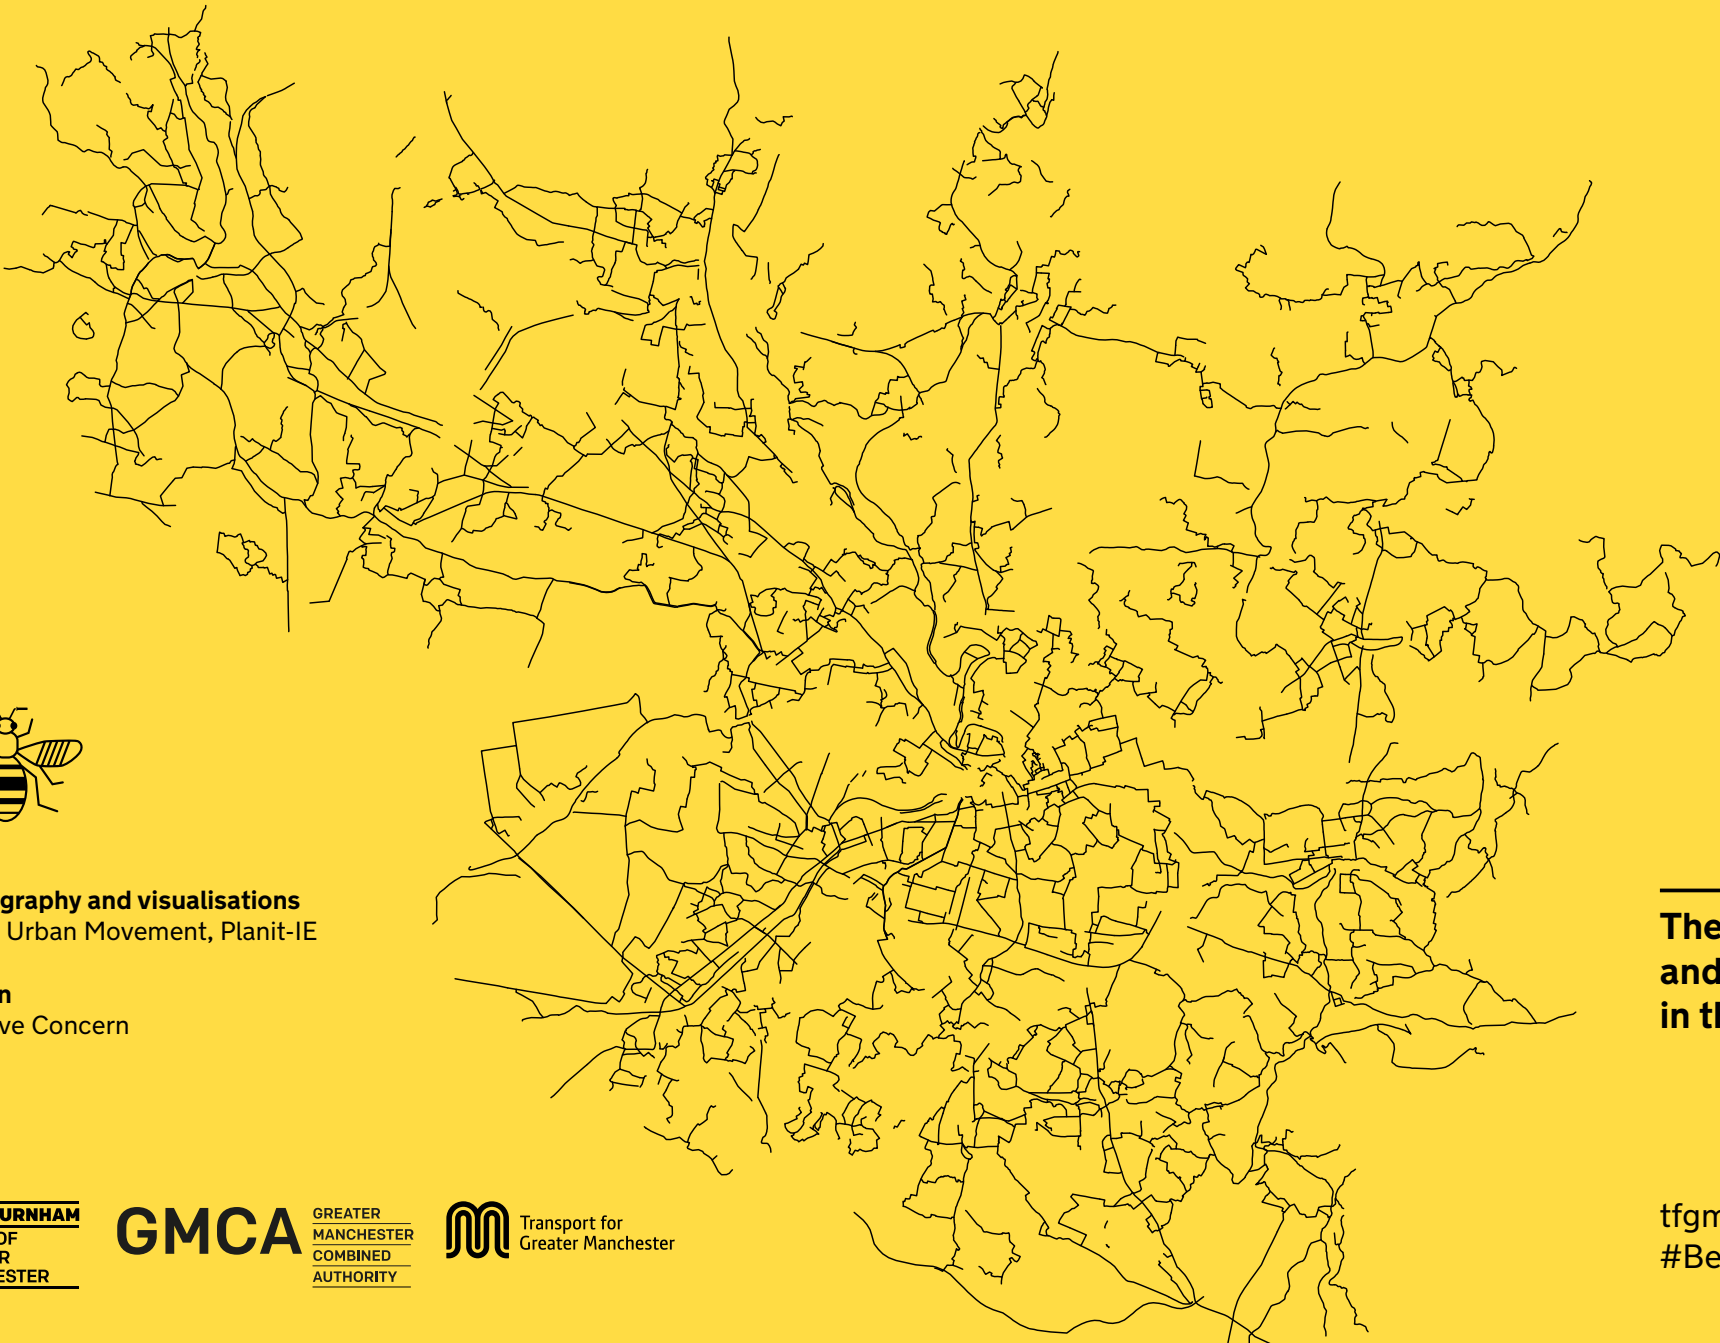 graphy and visualisations
Urban Movement, Planit-IE
n
ve Concern
URNHAM
OF
R
ESTER
GMCA
GREATER
MANCHESTER
COMBINED
AUTHORITY
Transport for
Greater Manchester
The
and
in th
tfgm
#Be